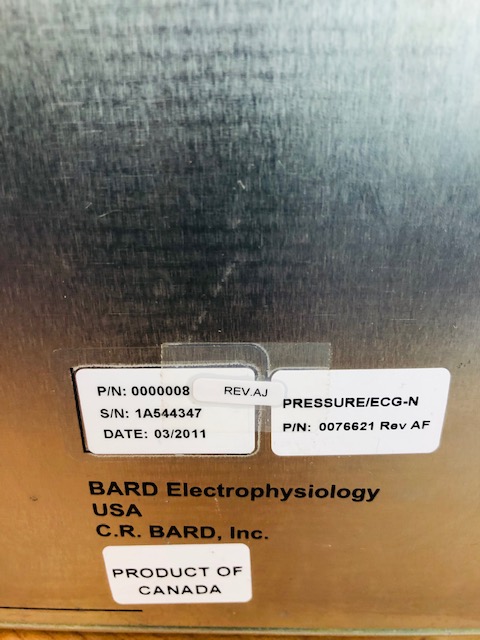 P/N: 0000008 REV.AJ
S/N: 1A544347
DATE: 03/2011
PRESSURE/ECG-N
P/N: 0076621 Rev AF
BARD Electrophysiology
USA
C.R. BARD, Inc.
PRODUCT OF
CANADA